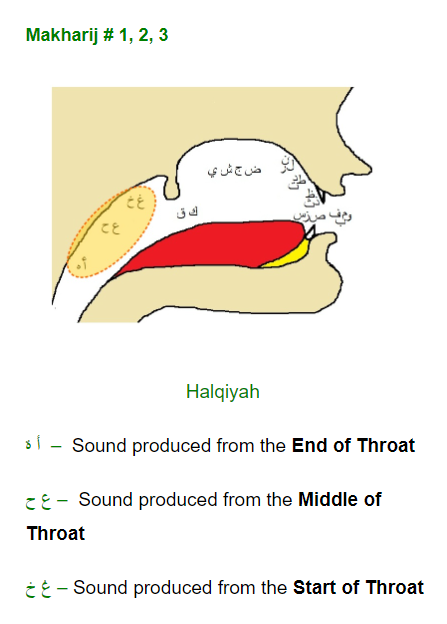 Makharij # 1, 2, 3
ن
ل ر
ض ج ش ي
ط د ت
ظ ذ ث
غ خ
ك ق
ص ز س
و م ب ف
ع ح
أ ه
Halqiyah
أ ه – Sound produced from the End of Throat
ع ح – Sound produced from the Middle of
Throat
غ خ – Sound produced from the Start of Throat